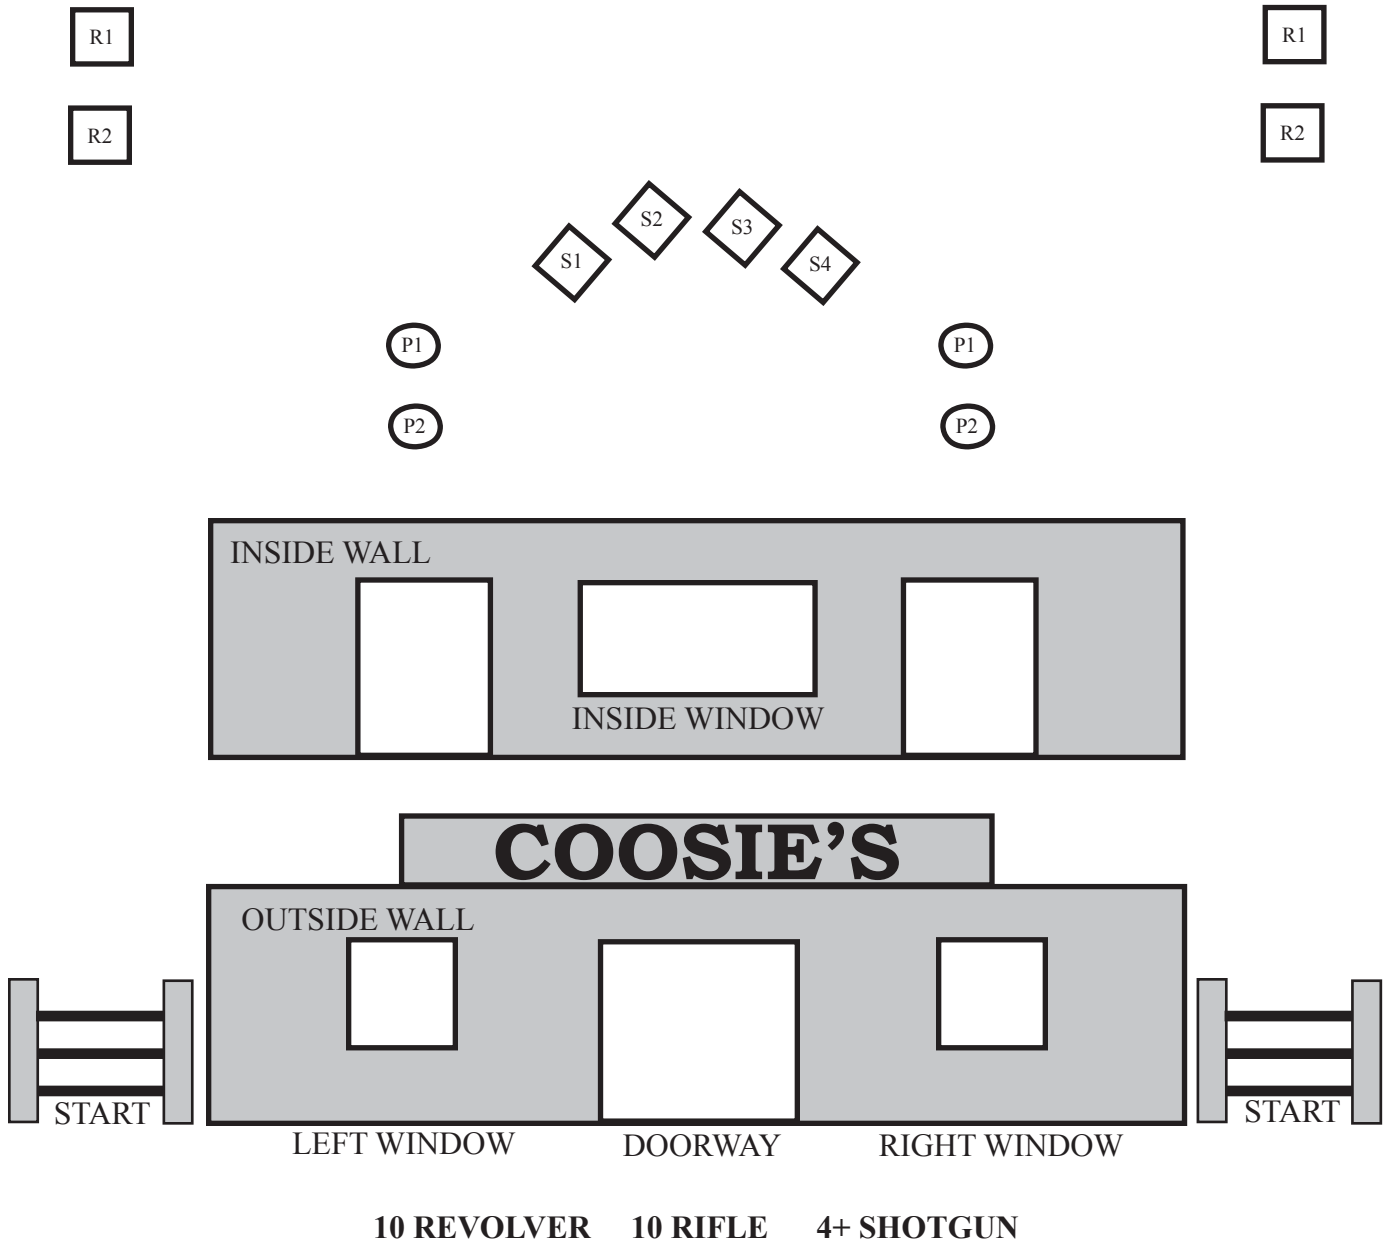 R1 R1
R2 R2
S2 S3
S1 S4
P1 P1
P2 P2
INSIDE WALL
INSIDE WINDOW
COOSIE'S
OUTSIDE WALL
START START
LEFT WINDOW DOORWAY RIGHT WINDOW
10 REVOLVER 10 RIFLE 4+ SHOTGUN